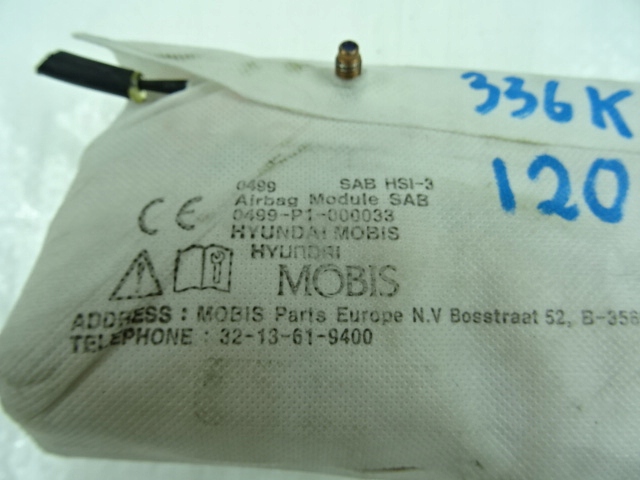 336K
120
0499 SAB HSI-3
Airbag Module SAB
0499-P1-000033
CE HYUNDAI MOBIS
HYUNDAI
MOBIS
ADDRESS : MOBIS Parts Europe N.V Bosstraat 52, B-356
TELEPHONE : 32-13-61-9400